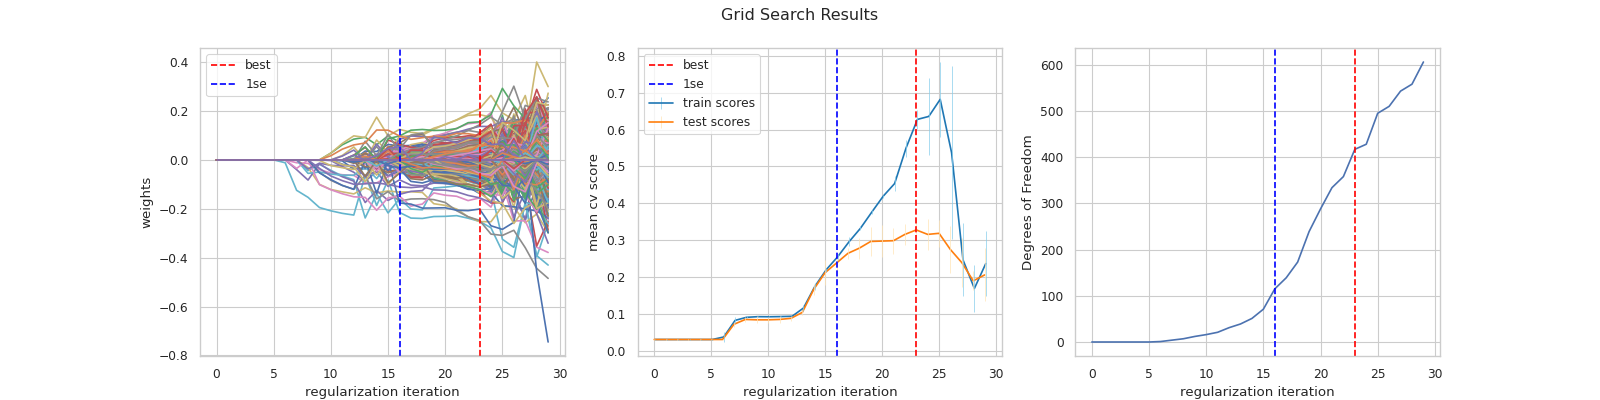 Grid Search Results
best
1se
weights
0.4
0.2
0.0
−0.2
−0.4
−0.6
−0.8
0 5 10 15 20 25 30
regularization iteration
best
1se
train scores
test scores
mean cv score
0.8
0.7
0.6
0.5
0.4
0.3
0.2
0.1
0.0
0 5 10 15 20 25 30
regularization iteration
Degrees of Freedom
600
500
400
300
200
100
0
0 5 10 15 20 25 30
regularization iteration